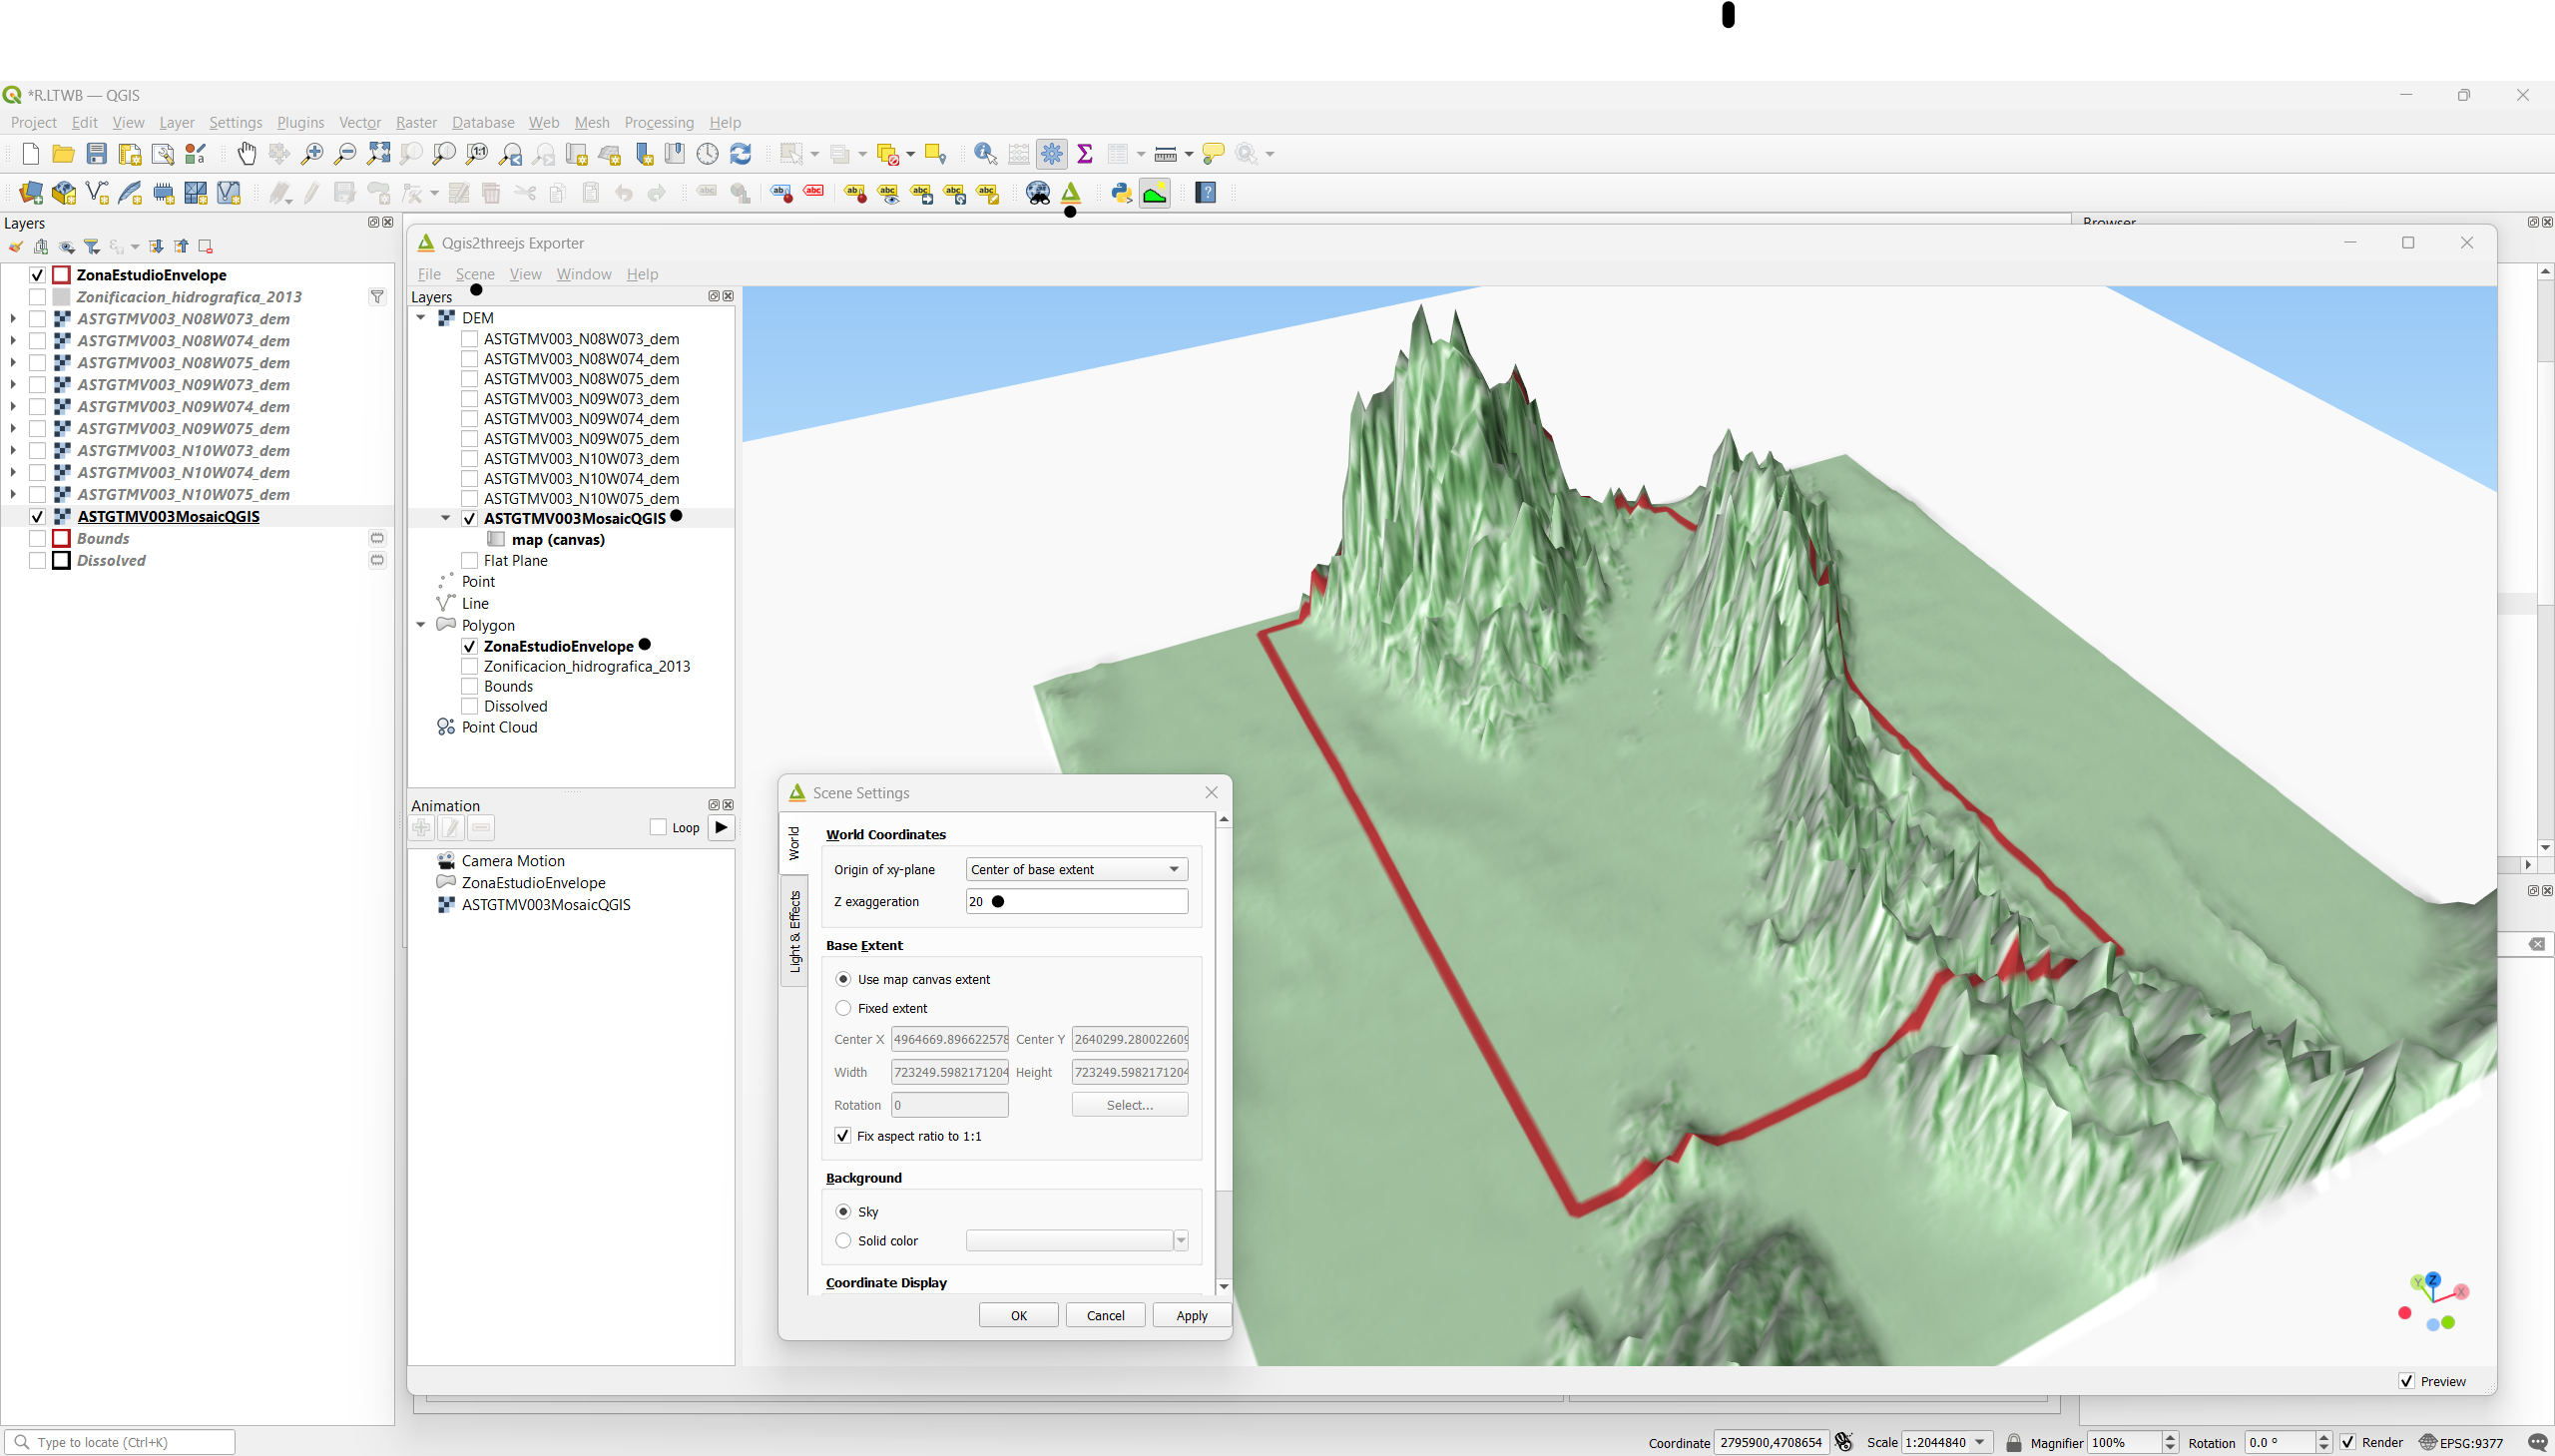 *R.LTWB — QGIS
Project Edit View Layer Settings Plugins Vector Raster Database Web Mesh Processing Help
Layers
ZonaEstudioEnvelope
Zonificacion_hidrografica_2013
ASTGTMV003_N08W073_dem
ASTGTMV003_N08W074_dem
ASTGTMV003_N08W075_dem
ASTGTMV003_N09W073_dem
ASTGTMV003_N09W074_dem
ASTGTMV003_N09W075_dem
ASTGTMV003_N10W073_dem
ASTGTMV003_N10W074_dem
ASTGTMV003_N10W075_dem
ASTGTMV003MosaicQGIS
Bounds
Dissolved
Browser
Qgis2threejs Exporter
File Scene View Window Help
Layers
DEM
ASTGTMV003_N08W073_dem
ASTGTMV003_N08W074_dem
ASTGTMV003_N08W075_dem
ASTGTMV003_N09W073_dem
ASTGTMV003_N09W074_dem
ASTGTMV003_N09W075_dem
ASTGTMV003_N10W073_dem
ASTGTMV003_N10W074_dem
ASTGTMV003_N10W075_dem
ASTGTMV003MosaicQGIS
map (canvas)
Flat Plane
Point
Line
Polygon
ZonaEstudioEnvelope
Zonificacion_hidrografica_2013
Bounds
Dissolved
Point Cloud
Animation
Loop
Camera Motion
ZonaEstudioEnvelope
ASTGTMV003MosaicQGIS
Scene Settings
World
Light & Effects
World Coordinates
Origin of xy-plane Center of base extent
Z exaggeration 20
Base Extent
Use map canvas extent
Fixed extent
Center X 4964669.896622578 Center Y 2640299.280022609
Width 723249.5982171204 Height 723249.5982171204
Rotation 0 Select...
Fix aspect ratio to 1:1
Background
Sky
Solid color
Coordinate Display
OK Cancel Apply
Y Z X
Preview
Type to locate (Ctrl+K)
Coordinate 2795900,4708654 Scale 1:2044840 Magnifier 100% Rotation 0.0 ° Render EPSG:9377